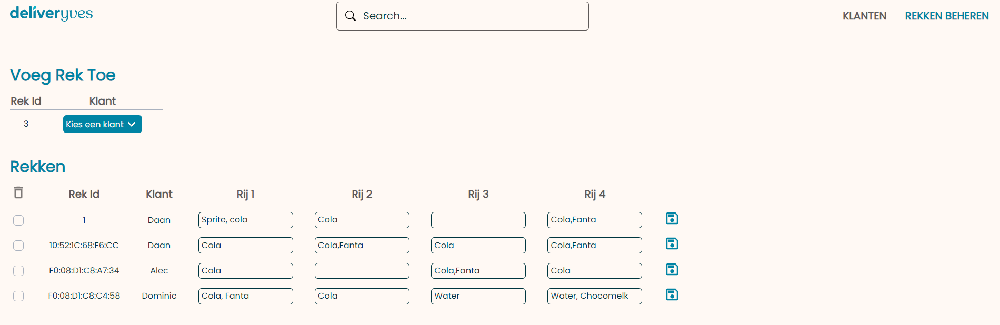 deliveryves
Search...
KLANTEN REKKEN BEHEREN
Voeg Rek Toe
Rek Id Klant
3 Kies een klant
Rekken
Rek Id Klant Rij 1 Rij 2 Rij 3 Rij 4
1 Daan Sprite, cola Cola Cola,Fanta
10:52:1C:68:F6:CC Daan Cola Cola,Fanta Cola Cola,Fanta
F0:08:D1:C8:A7:34 Alec Cola Cola,Fanta Cola
F0:08:D1:C8:C4:58 Dominic Cola, Fanta Cola Water Water, Chocomelk